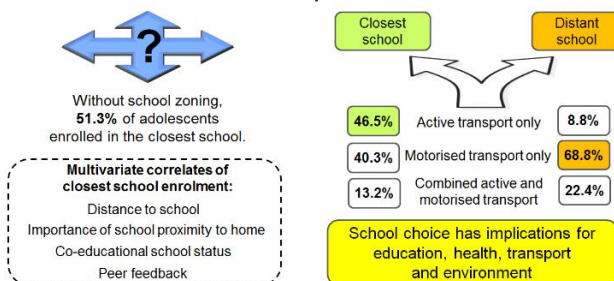 ?
Without school zoning,
51.3% of adolescents
enrolled in the closest school.
Multivariate correlates of
closest school enrolment:
Distance to school
Importance of school proximity to home
Co-educational school status
Peer feedback
Closest
school
Distant
school
46.5% Active transport only 8.8%
40.3% Motorised transport only 68.8%
13.2% Combined active and
motorised transport 22.4%
School choice has implications for
education, health, transport
and environment